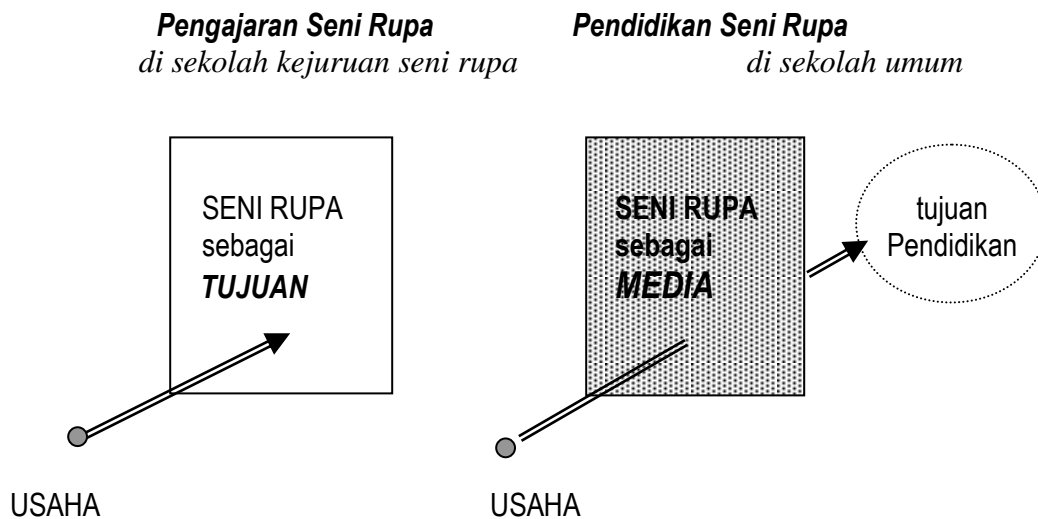 Pengajaran Seni Rupa
di sekolah kejuruan seni rupa
Pendidikan Seni Rupa
di sekolah umum
SENI RUPA
sebagai
TUJUAN
USAHA
SENI RUPA
sebagai
MEDIA
USAHA
tujuan
Pendidikan